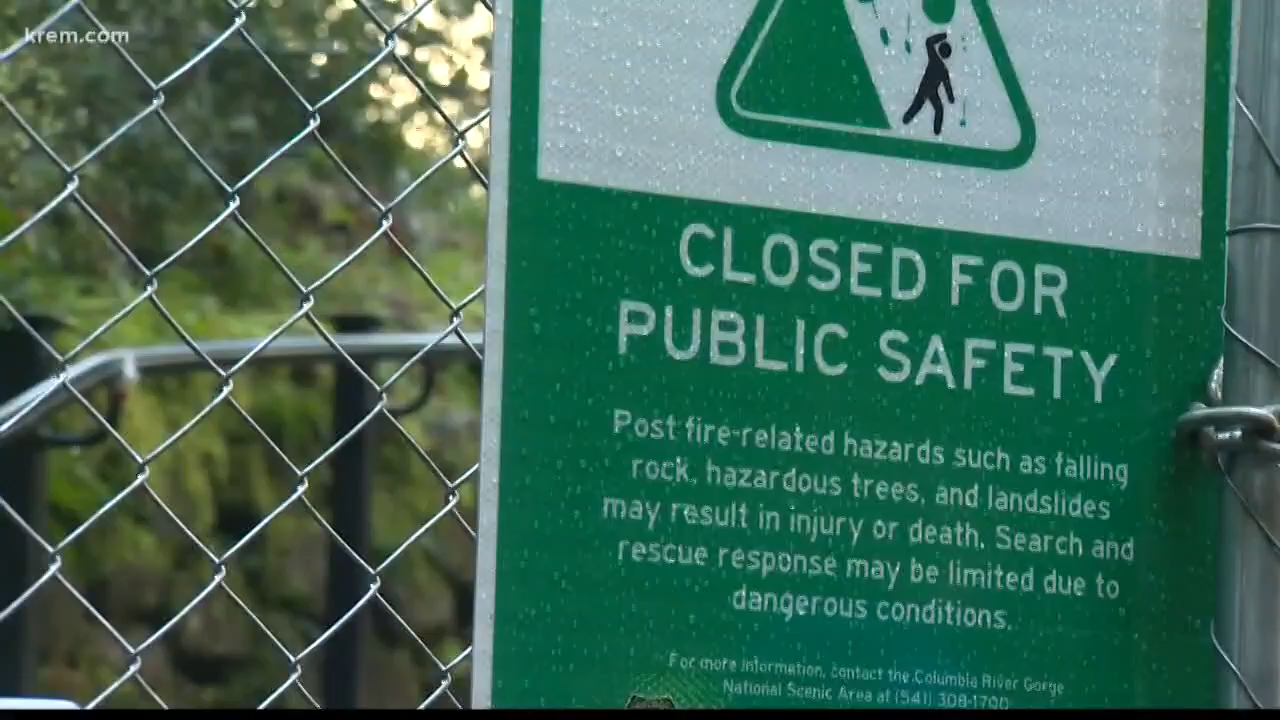 krem.com
CLOSED FOR
PUBLIC SAFETY
Post fire-related hazards such as falling
rock, hazardous trees, and landslides
may result in injury or death. Search and
rescue response may be limited due to
dangerous conditions.
For more information, contact the Columbia River Gorge
National Scenic Area at (541) 308-1700